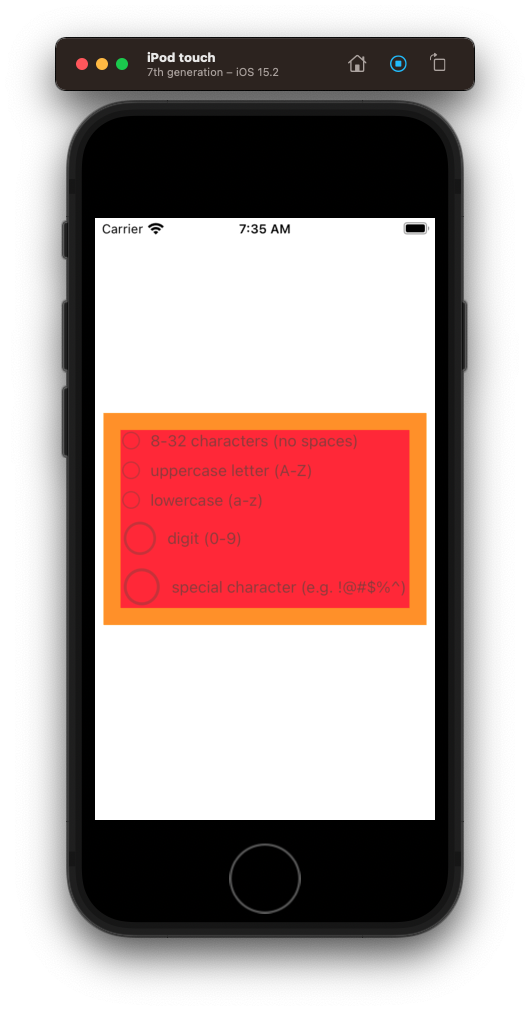 iPod touch
7th generation – iOS 15.2
Carrier 7:35 AM
8-32 characters (no spaces)
uppercase letter (A-Z)
lowercase (a-z)
digit (0-9)
special character (e.g. !@#$%^)